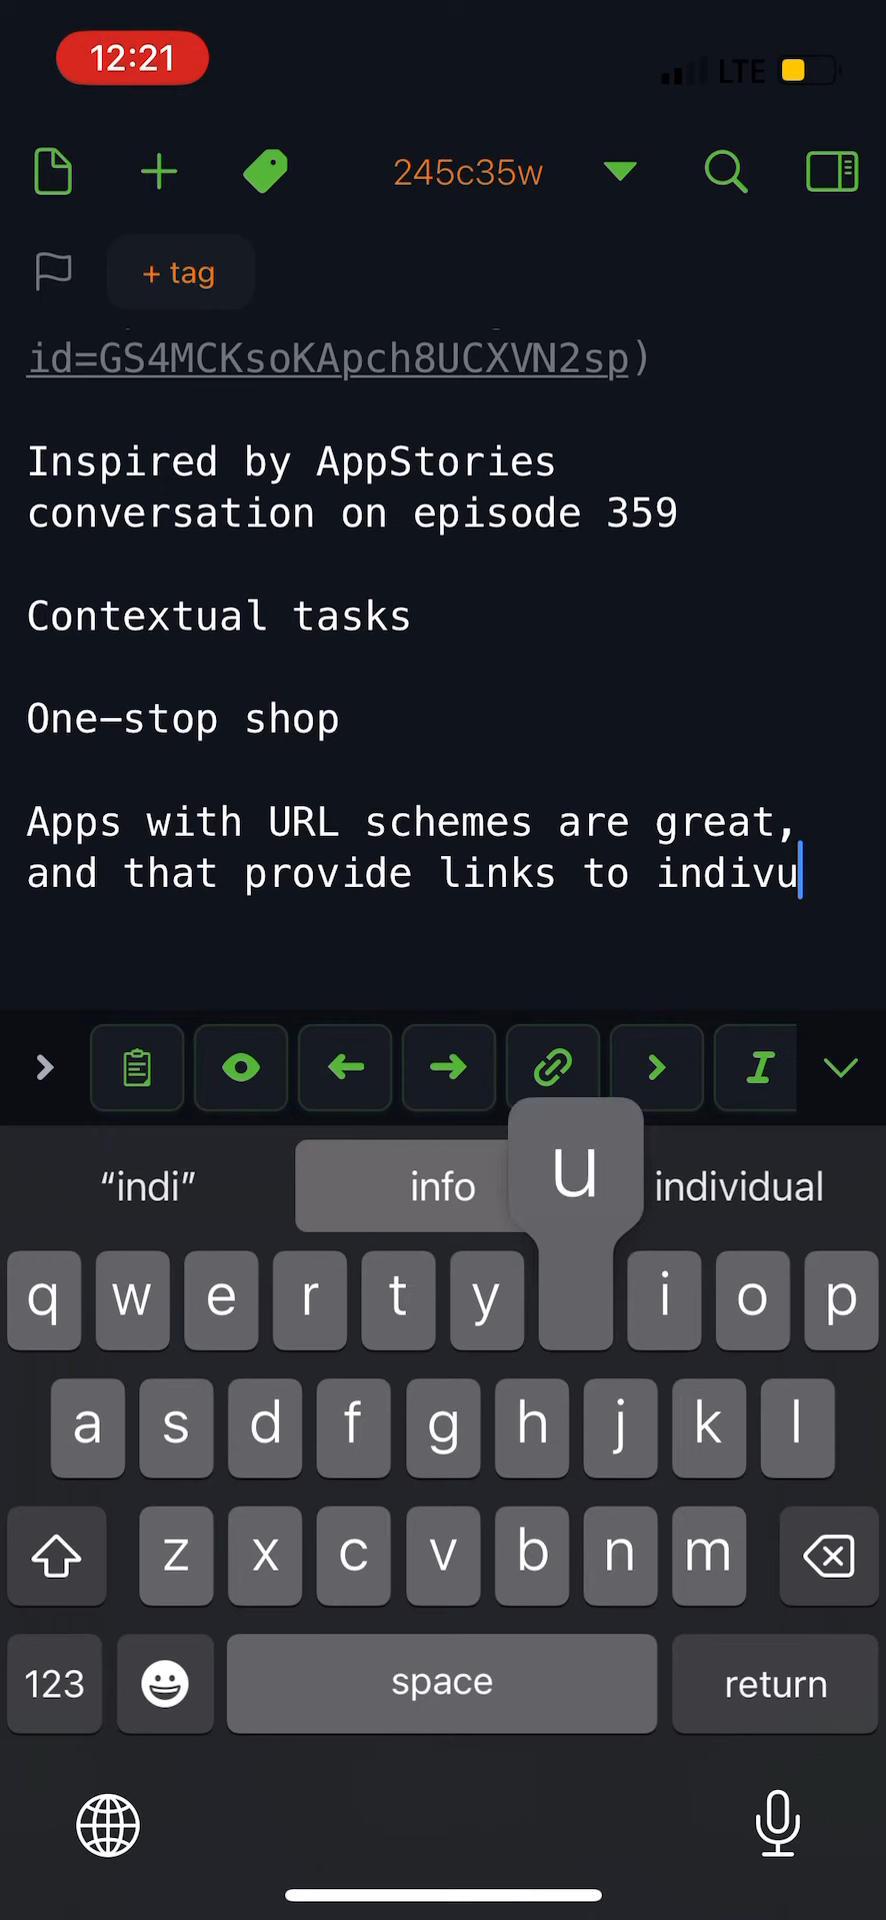 12:21
LTE
245c35w
+ tag
id=GS4MCKsoKApch8UCXVN2sp)
Inspired by AppStories
conversation on episode 359
Contextual tasks
One-stop shop
Apps with URL schemes are great,
and that provide links to indivu
I
“indi” info individual
u
q w e r t y i o p
a s d f g h j k l
z x c v b n m
123 space return